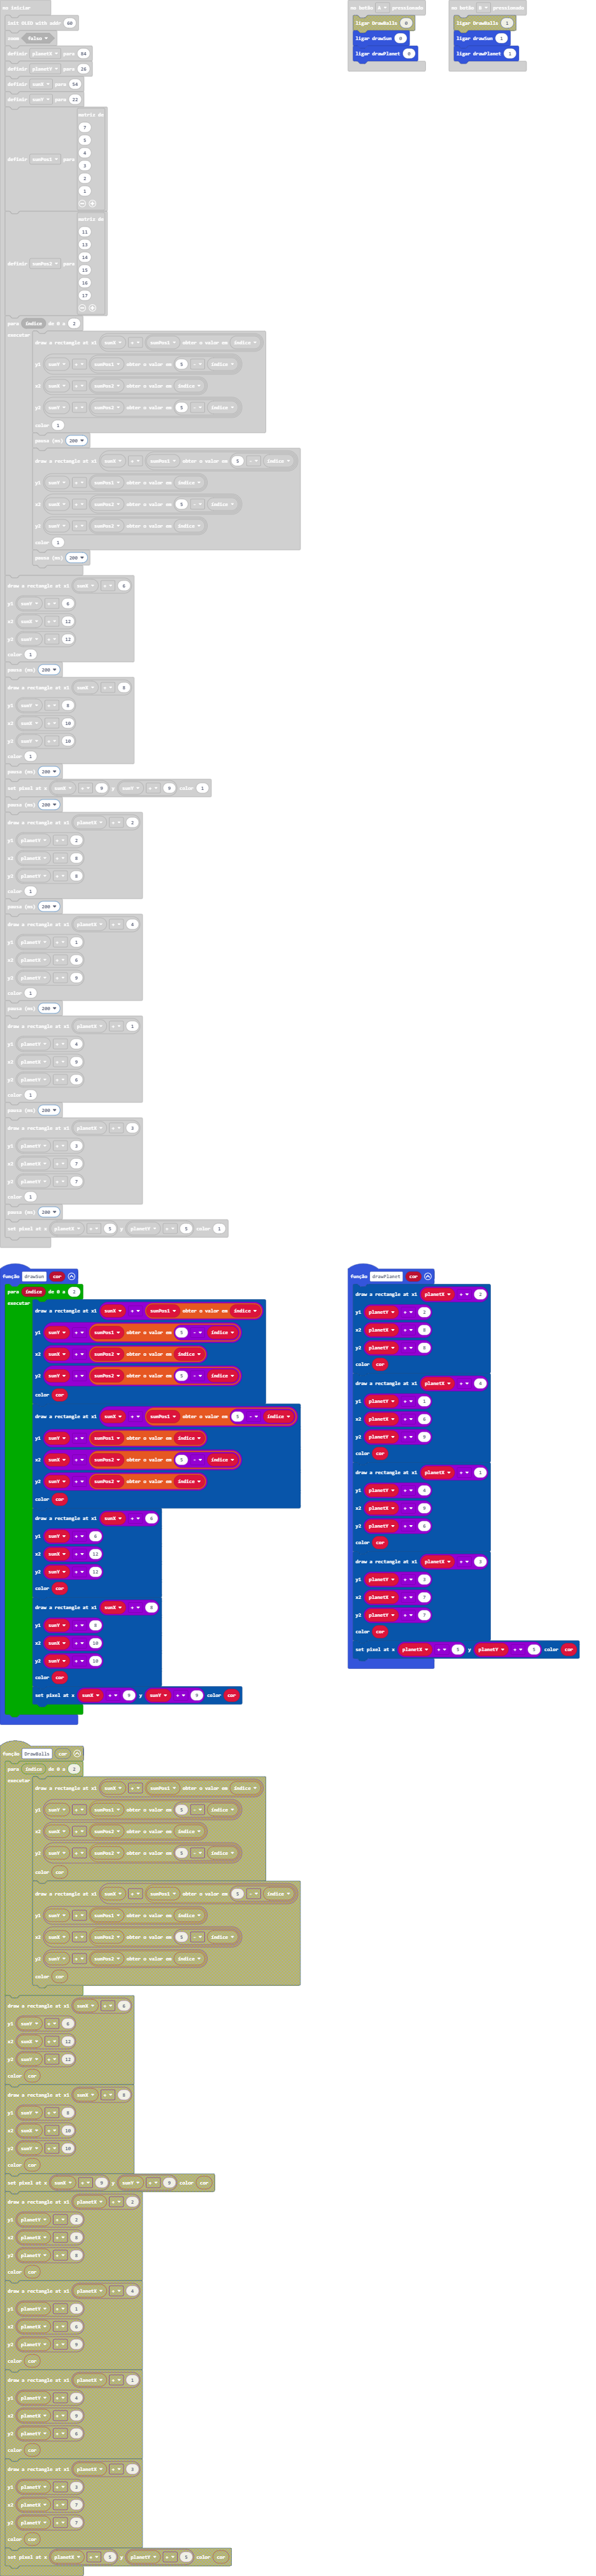 no iniciar
init OLED with addr 60
zoom falso
definir planetX para 84
definir planetY para 26
definir sunX para 54
definir sunY para 22
definir sunPos1 para matriz de
7
5
4
3
2
1
definir sunPos2 para matriz de
11
13
14
15
16
17
para índice de 0 a 2
executar
draw a rectangle at x1 sunX + sunPos1 obter o valor em índice
y1 sunY + sunPos1 obter o valor em 5 - índice
x2 sunX + sunPos2 obter o valor em índice
y2 sunY + sunPos2 obter o valor em 5 - índice
color 1
pausa (ms) 200
draw a rectangle at x1 sunX + sunPos1 obter o valor em 5 - índice
y1 sunY + sunPos1 obter o valor em índice
x2 sunX + sunPos2 obter o valor em 5 - índice
y2 sunY + sunPos2 obter o valor em índice
color 1
pausa (ms) 200
draw a rectangle at x1 sunX + 6
y1 sunY + 6
x2 sunX + 12
y2 sunY + 12
color 1
pausa (ms) 200
draw a rectangle at x1 sunX + 8
y1 sunY + 8
x2 sunX + 10
y2 sunY + 10
color 1
pausa (ms) 200
set pixel at x sunX + 9 y sunY + 9 color 1
pausa (ms) 200
draw a rectangle at x1 planetX + 2
y1 planetY + 2
x2 planetX + 8
y2 planetY + 8
color 1
pausa (ms) 200
draw a rectangle at x1 planetX + 4
y1 planetY + 1
x2 planetX + 6
y2 planetY + 9
color 1
pausa (ms) 200
draw a rectangle at x1 planetX + 1
y1 planetY + 4
x2 planetX + 9
y2 planetY + 6
color 1
pausa (ms) 200
draw a rectangle at x1 planetX + 3
y1 planetY + 3
x2 planetX + 7
y2 planetY + 7
color 1
pausa (ms) 200
set pixel at x planetX + 5 y planetY + 5 color 1
no botão A pressionado
ligar DrawBalls 0
ligar drawSun 0
ligar drawPlanet 0
no botão B pressionado
ligar DrawBalls 1
ligar drawSun 1
ligar drawPlanet 1
função drawSun cor
para índice de 0 a 2
executar
draw a rectangle at x1 sunX + sunPos1 obter o valor em índice
y1 sunY + sunPos1 obter o valor em 5 - índice
x2 sunX + sunPos2 obter o valor em índice
y2 sunY + sunPos2 obter o valor em 5 - índice
color cor
draw a rectangle at x1 sunX + sunPos1 obter o valor em 5 - índice
y1 sunY + sunPos1 obter o valor em índice
x2 sunX + sunPos2 obter o valor em 5 - índice
y2 sunY + sunPos2 obter o valor em índice
color cor
draw a rectangle at x1 sunX + 6
y1 sunY + 6
x2 sunX + 12
y2 sunY + 12
color cor
draw a rectangle at x1 sunX + 8
y1 sunY + 8
x2 sunX + 10
y2 sunY + 10
color cor
set pixel at x sunX + 9 y sunY + 9 color cor
função drawPlanet cor
draw a rectangle at x1 planetX + 2
y1 planetY + 2
x2 planetX + 8
y2 planetY + 8
color cor
draw a rectangle at x1 planetX + 4
y1 planetY + 1
x2 planetX + 6
y2 planetY + 9
color cor
draw a rectangle at x1 planetX + 1
y1 planetY + 4
x2 planetX + 9
y2 planetY + 6
color cor
draw a rectangle at x1 planetX + 3
y1 planetY + 3
x2 planetX + 7
y2 planetY + 7
color cor
set pixel at x planetX + 5 y planetY + 5 color cor
função DrawBalls cor
para índice de 0 a 2
executar
draw a rectangle at x1 sunX + sunPos1 obter o valor em índice
y1 sunY + sunPos1 obter o valor em 5 - índice
x2 sunX + sunPos2 obter o valor em índice
y2 sunY + sunPos2 obter o valor em 5 - índice
color cor
draw a rectangle at x1 sunX + sunPos1 obter o valor em 5 - índice
y1 sunY + sunPos1 obter o valor em índice
x2 sunX + sunPos2 obter o valor em 5 - índice
y2 sunY + sunPos2 obter o valor em índice
color cor
draw a rectangle at x1 sunX + 6
y1 sunY + 6
x2 sunX + 12
y2 sunY + 12
color cor
draw a rectangle at x1 sunX + 8
y1 sunY + 8
x2 sunX + 10
y2 sunY + 10
color cor
set pixel at x sunX + 9 y sunY + 9 color cor
draw a rectangle at x1 planetX + 2
y1 planetY + 2
x2 planetX + 8
y2 planetY + 8
color cor
draw a rectangle at x1 planetX + 4
y1 planetY + 1
x2 planetX + 6
y2 planetY + 9
color cor
draw a rectangle at x1 planetX + 1
y1 planetY + 4
x2 planetX + 9
y2 planetY + 6
color cor
draw a rectangle at x1 planetX + 3
y1 planetY + 3
x2 planetX + 7
y2 planetY + 7
color cor
set pixel at x planetX + 5 y planetY + 5 color cor